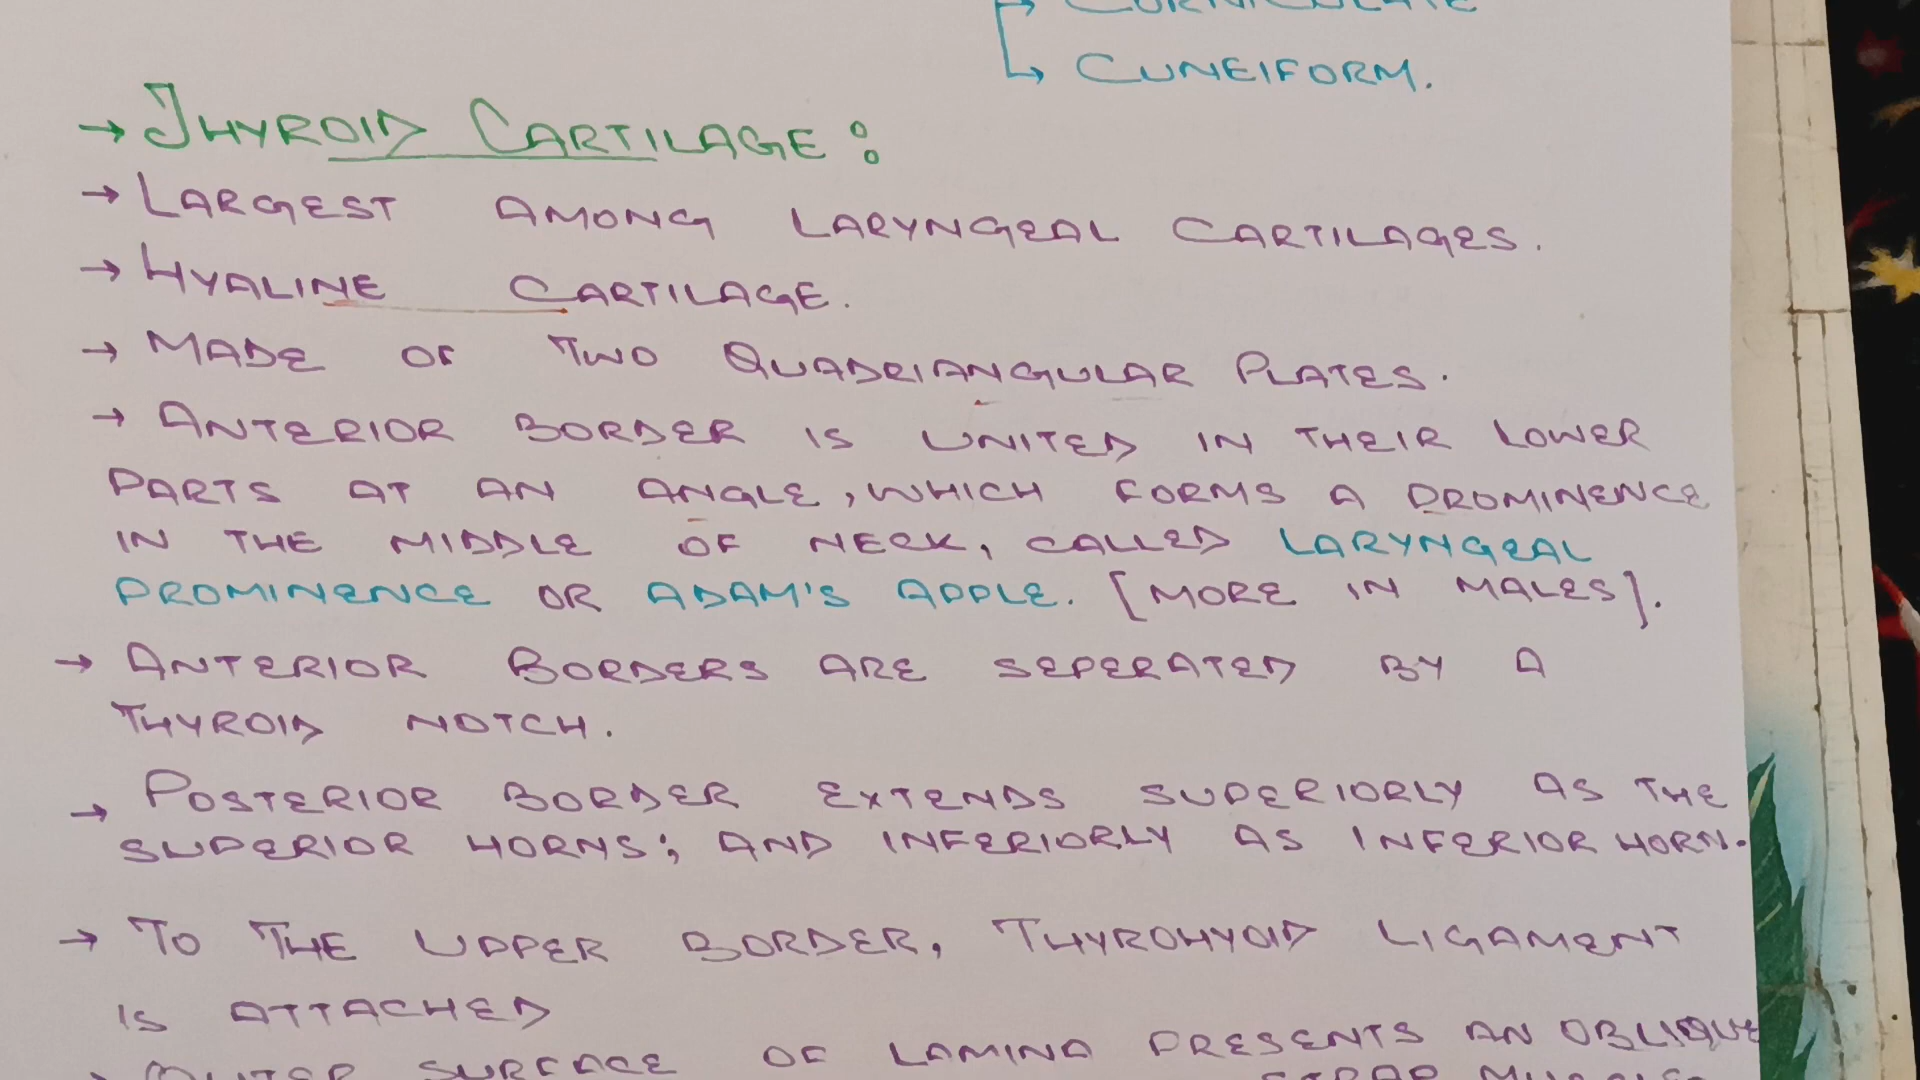 → CORNICULATE
↳ CUNEIFORM.
→ THYROID CARTILAGE:
→ LARGEST AMONG LARYNGEAL CARTILAGES.
→ HYALINE CARTILAGE.
→ MADE OF TWO QUADRIANGULAR PLATES.
→ ANTERIOR BORDER IS UNITED IN THEIR LOWER
PARTS AT AN ANGLE, WHICH FORMS A PROMINENCE
IN THE MIDDLE OF NECK, CALLED LARYNGEAL
PROMINENCE OR ADAM'S APPLE. [MORE IN MALES].
→ ANTERIOR BORDERS ARE SEPERATED BY A
THYROID NOTCH.
→ POSTERIOR BORDER EXTENDS SUPERIORLY AS THE
SUPERIOR HORNS; AND INFERIORLY AS INFERIOR HORN.
→ TO THE UPPER BORDER, THYROHYOID LIGAMENT
IS ATTACHED
→ OUTER SURFACE OF LAMINA PRESENTS AN OBLIQUE
STRAP